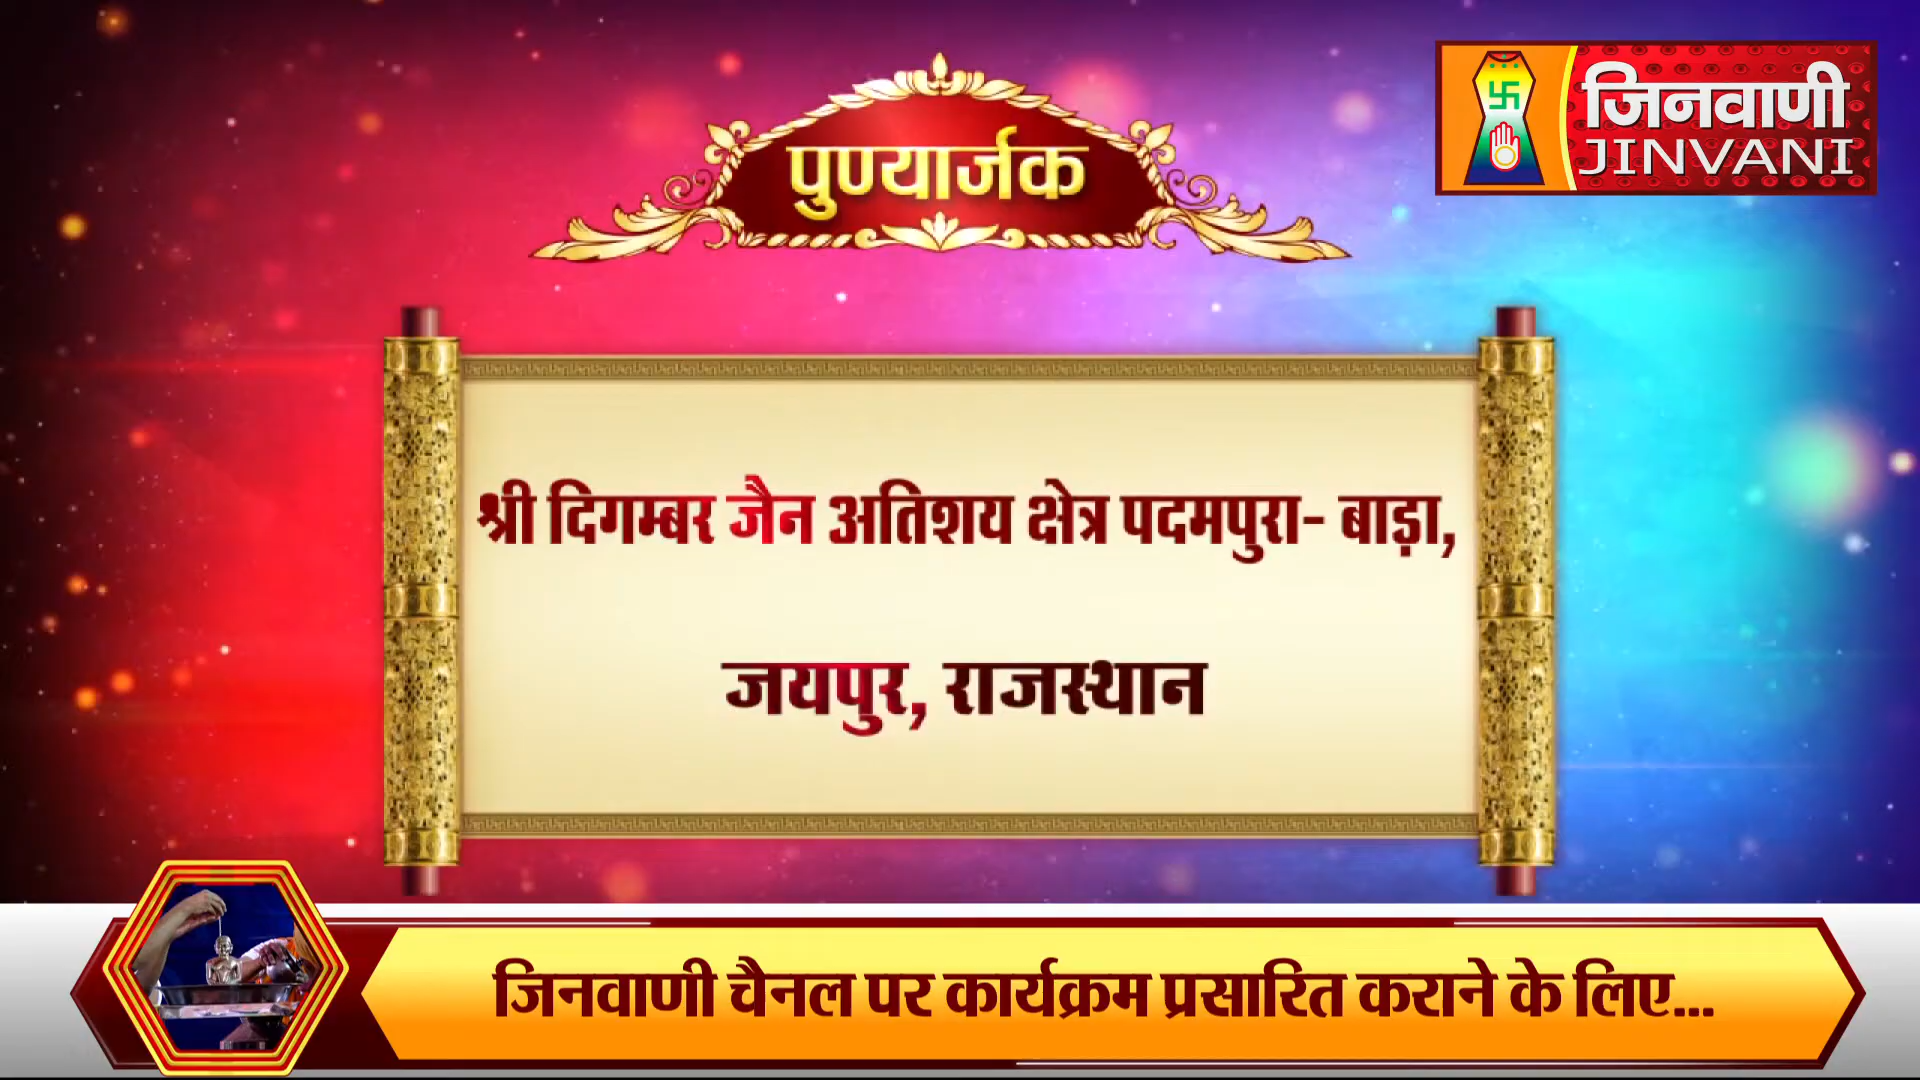 जिनवाणी
JINVANI
पुण्यार्जक
श्री दिगम्बर जैन अतिशय क्षेत्र पदमपुरा- बाड़ा,
जयपुर, राजस्थान
जिनवाणी चैनल पर कार्यक्रम प्रसारित कराने के लिए...